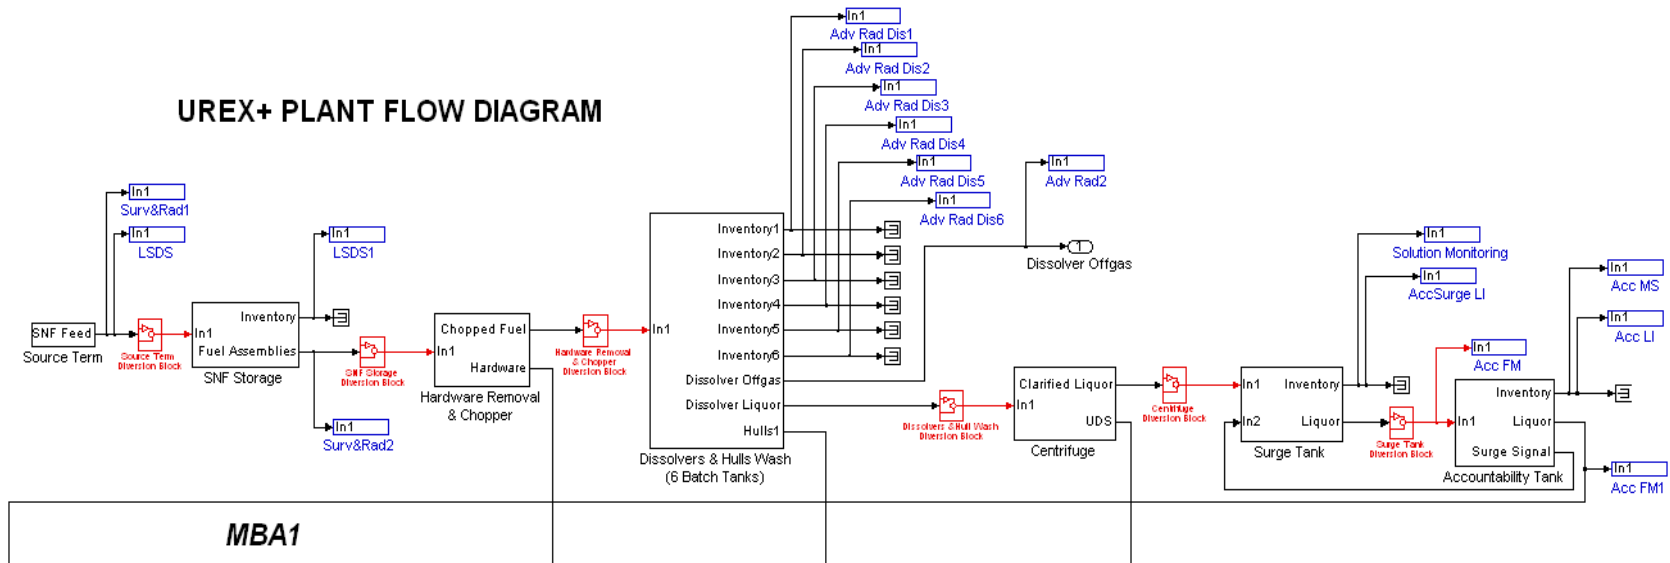 UREX+ PLANT FLOW DIAGRAM
In1
Adv Rad Dis1
In1
Adv Rad Dis2
In1
Adv Rad Dis3
In1
Adv Rad Dis4
In1
Adv Rad Dis5
In1
Adv Rad Dis6
In1
Adv Rad2
1
Dissolver Offgas
In1
Surv&Rad1
In1
LSDS
In1
LSDS1
SNF Feed
Source Term
Source Term
Diversion Block
In1
Inventory
Fuel Assemblies
SNF Storage
SNF Storage
Diversion Block
In1
Surv&Rad2
Chopped Fuel
In1
Hardware
Hardware Removal
& Chopper
Hardware Removal
& Chopper
Diversion Block
In1
Inventory1
Inventory2
Inventory3
Inventory4
Inventory5
Inventory6
Dissolver Offgas
Dissolver Liquor
Hulls1
Dissolvers & Hulls Wash
(6 Batch Tanks)
Dissolvers & Hull Wash
Diversion Block
Clarified Liquor
In1
UDS
Centrifuge
Centrifuge
Diversion Block
In1
Inventory
In2
Liquor
Surge Tank
In1
Solution Monitoring
In1
AccSurge LI
Surge Tank
Diversion Block
In1
Acc FM
Inventory
In1
Liquor
Surge Signal
Accountability Tank
In1
Acc MS
In1
Acc LI
In1
Acc FM1
MBA1